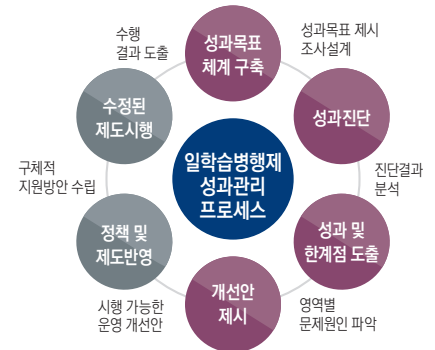 성과목표
체계 구축
성과목표 제시
조사설계
성과진단
진단결과
분석
성과 및
한계점 도출
영역별
문제원인 파악
개선안
제시
시행 가능한
운영 개선안
정책 및
제도반영
구체적
지원방안 수립
수정된
제도시행
수행
결과 도출
일학습병행제
성과관리
프로세스